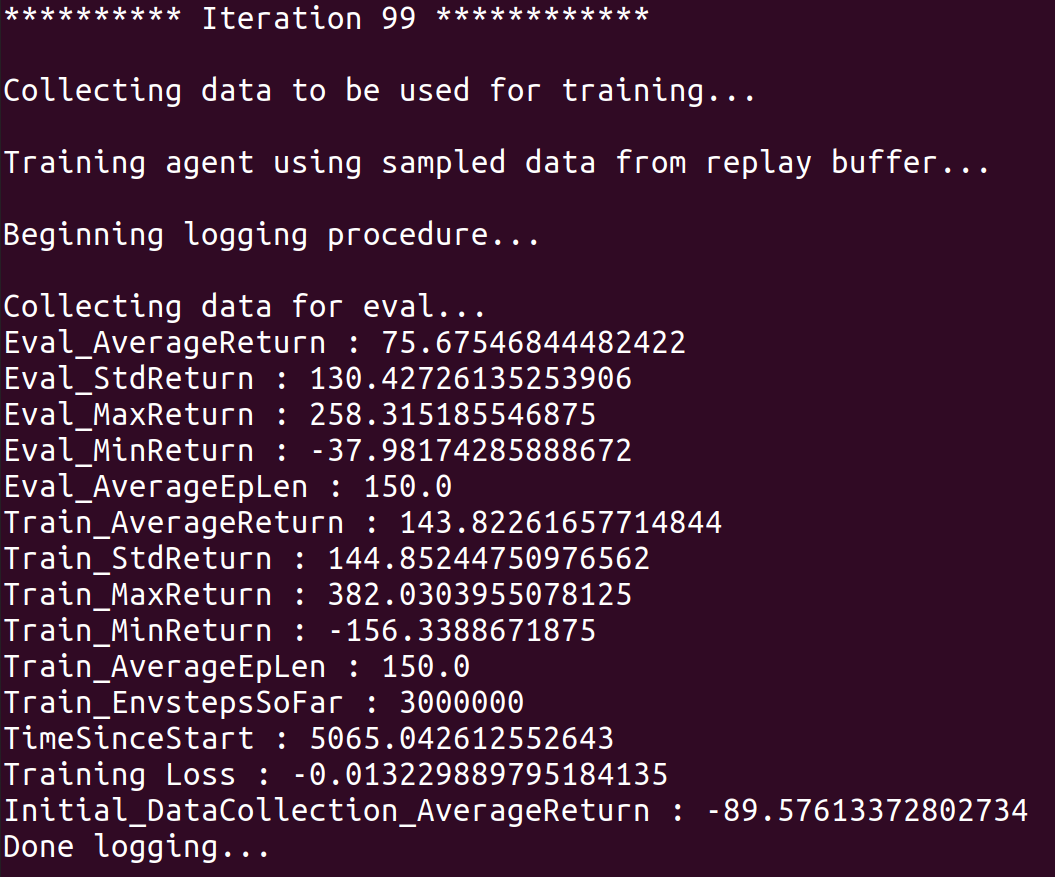 ********** Iteration 99 ************
Collecting data to be used for training...
Training agent using sampled data from replay buffer...
Beginning logging procedure...
Collecting data for eval...
Eval_AverageReturn : 75.67546844482422
Eval_StdReturn : 130.42726135253906
Eval_MaxReturn : 258.315185546875
Eval_MinReturn : -37.98174285888672
Eval_AverageEpLen : 150.0
Train_AverageReturn : 143.82261657714844
Train_StdReturn : 144.85244750976562
Train_MaxReturn : 382.0303955078125
Train_MinReturn : -156.3388671875
Train_AverageEpLen : 150.0
Train_EnvstepsSoFar : 3000000
TimeSinceStart : 5065.042612552643
Training Loss : -0.013229889795184135
Initial_DataCollection_AverageReturn : -89.57613372802734
Done logging...